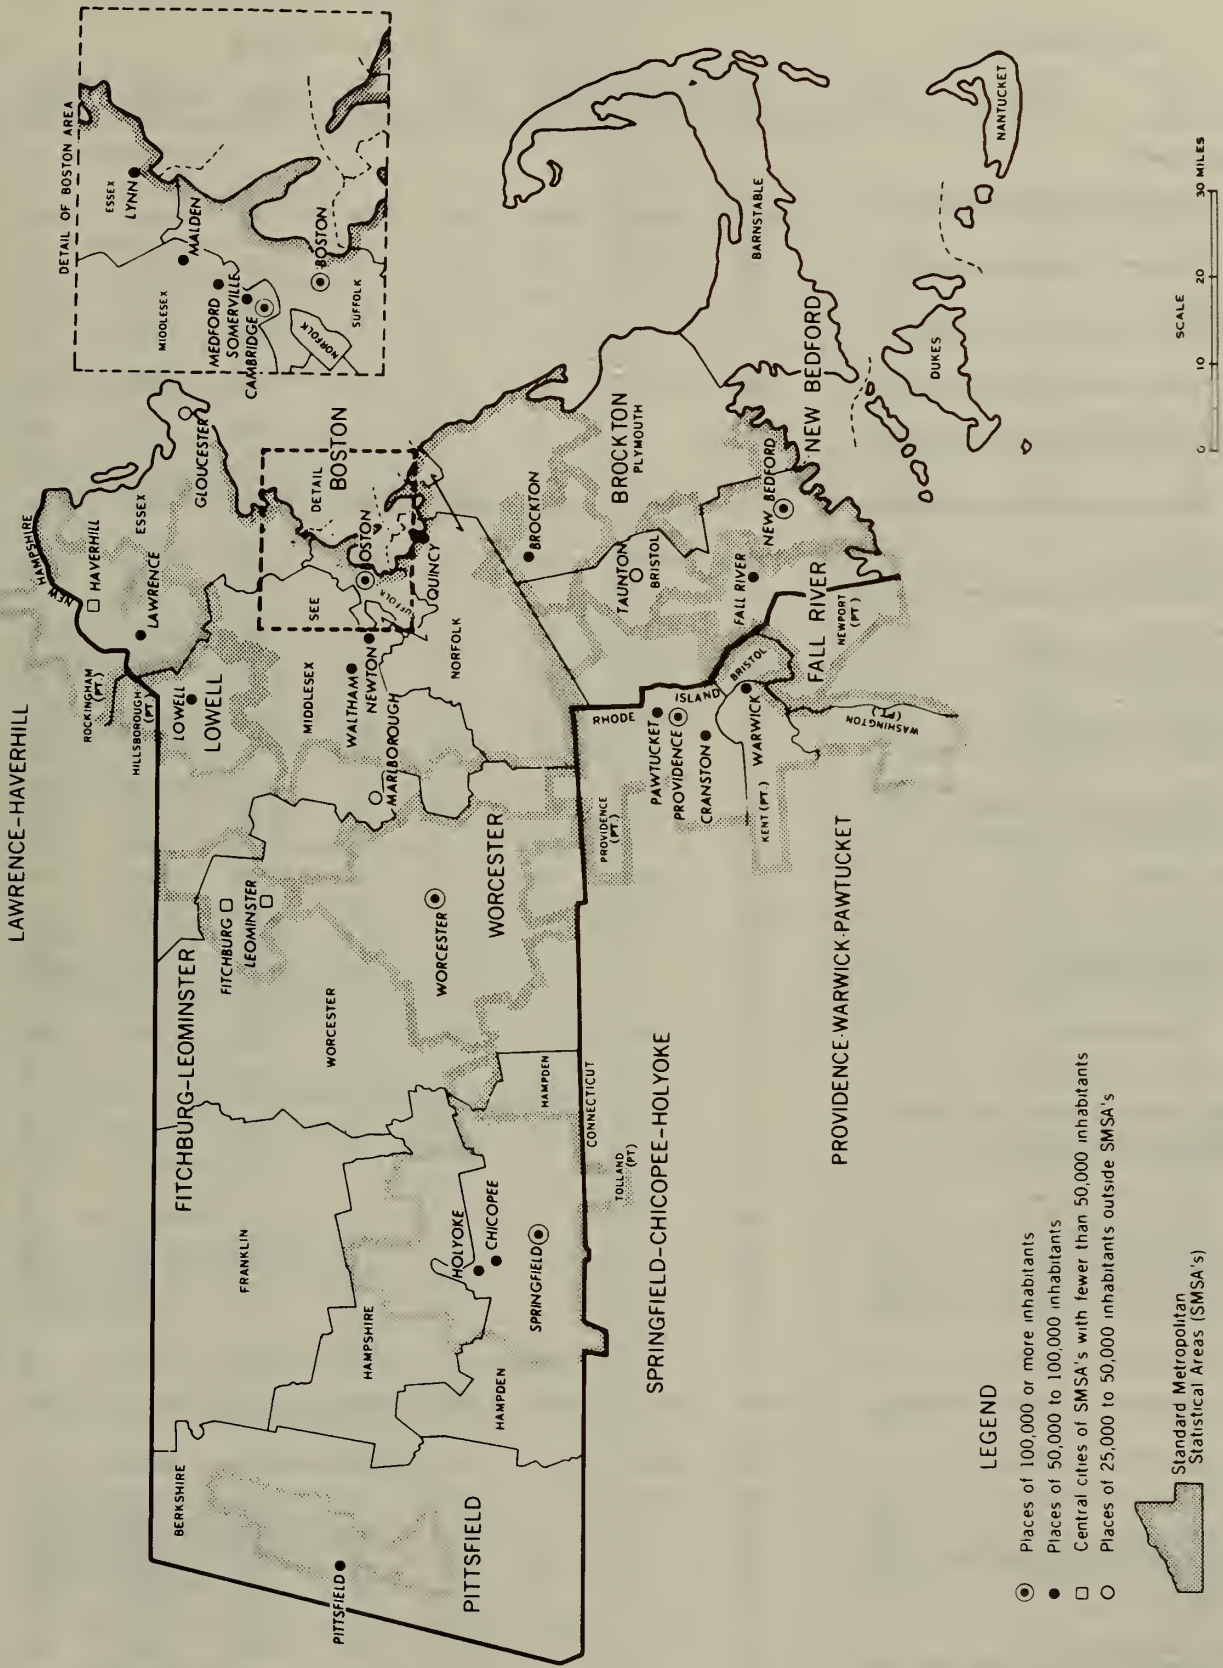 LAWRENCE-HAVERHILL
NEW
HAMPSHIRE
HAVERHILL
ESSEX
GLOUCESTER
LAWRENCE
ROCKINGHAM
(PT.)
HILLSBOROUGH
(PT.)
LOWELL
LOWELL
DETAIL OF BOSTON AREA
ESSEX
LYNN
MALDEN
MIDDLESEX
MEDFORD
SOMERVILLE
CAMBRIDGE
BOSTON
SUFFOLK
NORFOLK
FITCHBURG-LEOMINSTER
FITCHBURG
LEOMINSTER
MIDDLESEX
SEE
DETAIL
BOSTON
BOSTON
SUFFOLK
WALTHAM
NEWTON
QUINCY
MARLBOROUGH
NORFOLK
BERKSHIRE
FRANKLIN
WORCESTER
WORCESTER
WORCESTER
PITTSFIELD
PITTSFIELD
HAMPSHIRE
HAMPDEN
HOLYOKE
CHICOPEE
SPRINGFIELD
HAMPDEN
CONNECTICUT
TOLLAND
(PT)
SPRINGFIELD-CHICOPEE-HOLYOKE
BROCKTON
BROCKTON
PLYMOUTH
TAUNTON
BRISTOL
FALL RIVER
NEW BEDFORD
NEW BEDFORD
FALL RIVER
BARNSTABLE
NANTUCKET
DUKES
RHODE
ISLAND
PROVIDENCE
(PT.)
PAWTUCKET
PROVIDENCE
CRANSTON
WARWICK
BRISTOL
NEWPORT
(PT.)
KENT (PT.)
WASHINGTON
(PT.)
PROVIDENCE-WARWICK-PAWTUCKET
LEGEND
Places of 100,000 or more inhabitants
Places of 50,000 to 100,000 inhabitants
Central cities of SMSA's with fewer than 50,000 inhabitants
Places of 25,000 to 50,000 inhabitants outside SMSA's
Standard Metropolitan
Statistical Areas (SMSA's)
SCALE
0 10 20 30 MILES